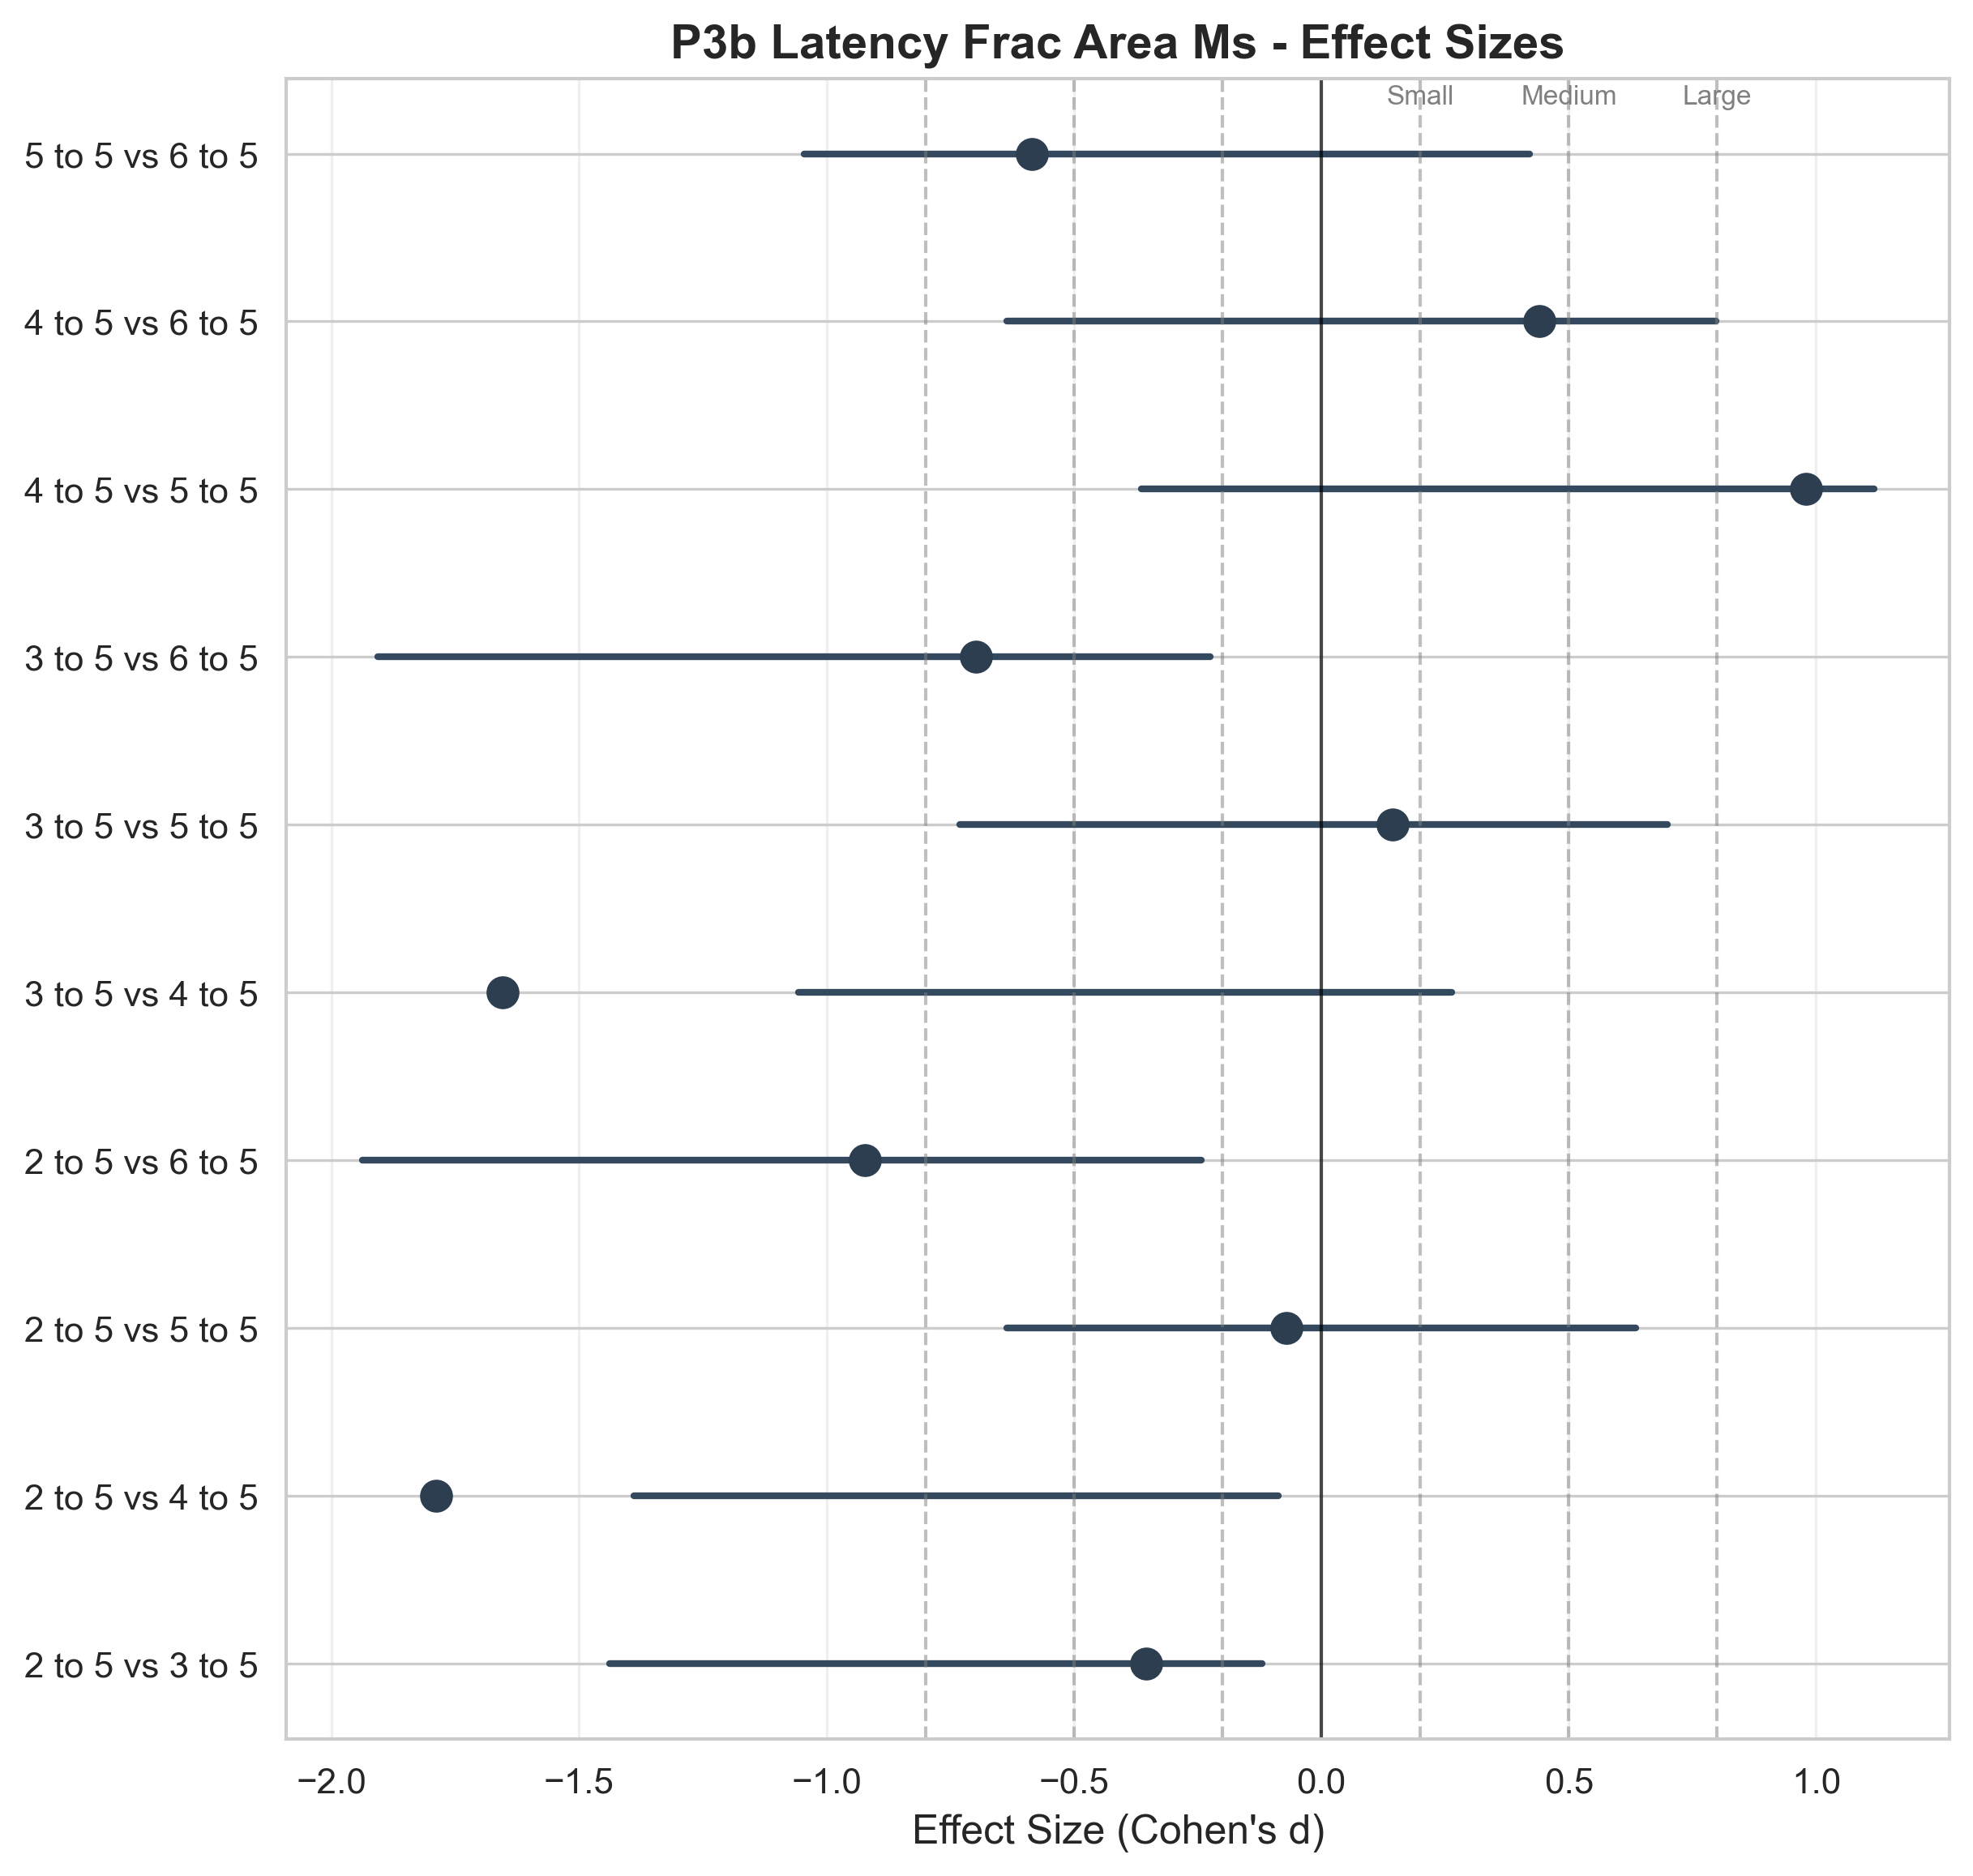 P3b Latency Frac Area Ms - Effect Sizes
Small Medium Large
5 to 5 vs 6 to 5
4 to 5 vs 6 to 5
4 to 5 vs 5 to 5
3 to 5 vs 6 to 5
3 to 5 vs 5 to 5
3 to 5 vs 4 to 5
2 to 5 vs 6 to 5
2 to 5 vs 5 to 5
2 to 5 vs 4 to 5
2 to 5 vs 3 to 5
−2.0 −1.5 −1.0 −0.5 0.0 0.5 1.0
Effect Size (Cohen's d)